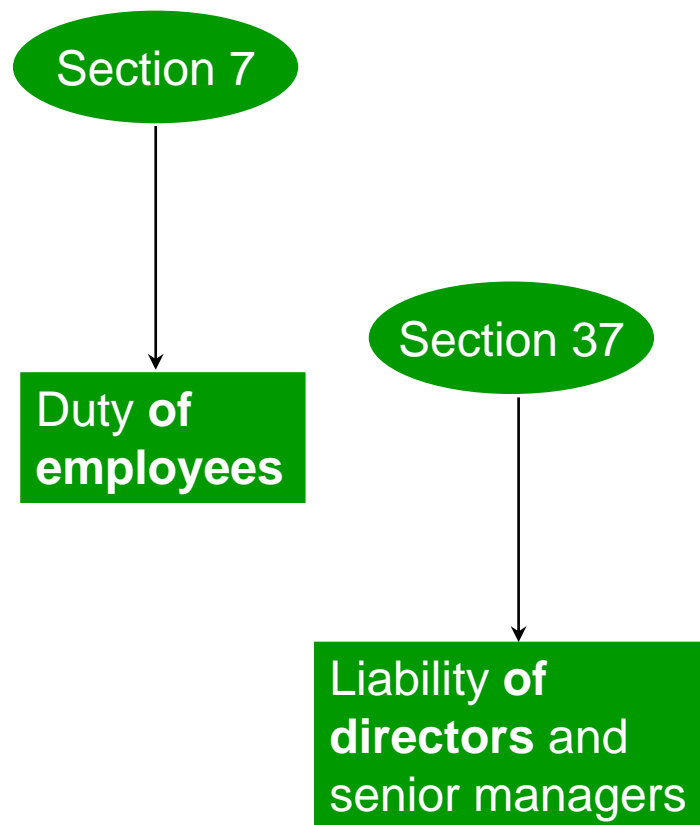 Section 7
Duty of
employees
Section 37
Liability of
directors and
senior managers